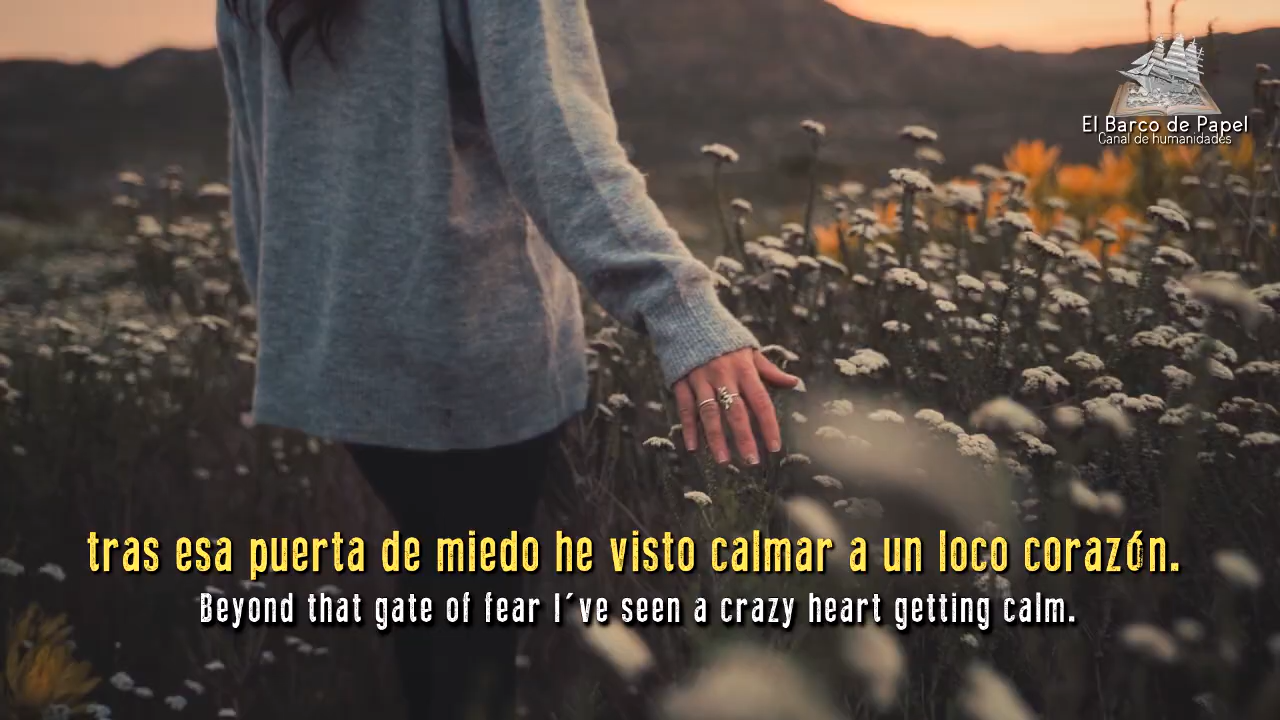 El Barco de Papel
Canal de humanidades
tras esa puerta de miedo he visto calmar a un loco corazón.
Beyond that gate of fear I´ve seen a crazy heart getting calm.